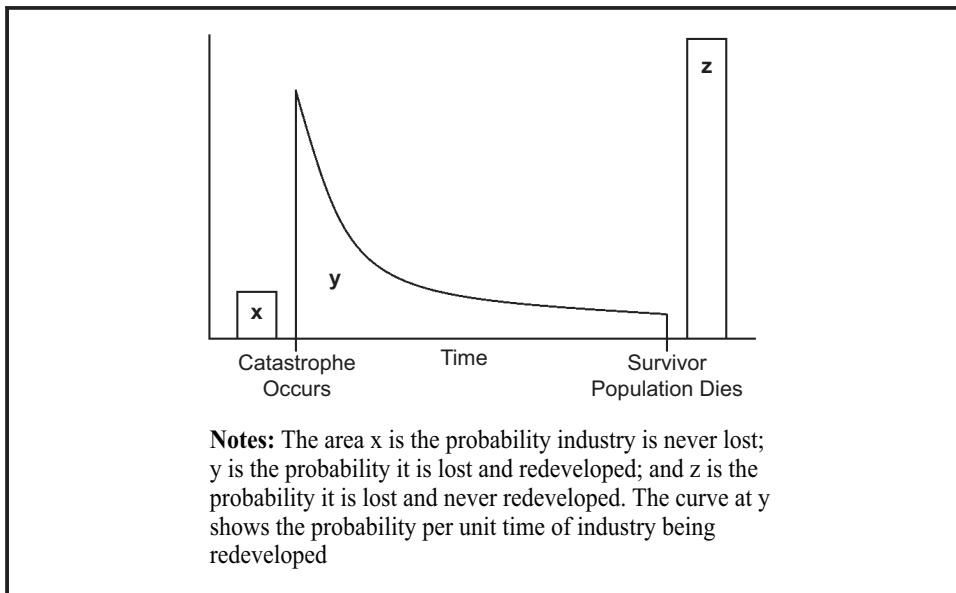 z
y
x
Catastrophe
Occurs
Time
Survivor
Population Dies
Notes: The area x is the probability industry is never lost;
y is the probability it is lost and redeveloped; and z is the
probability it is lost and never redeveloped. The curve at y
shows the probability per unit time of industry being
redeveloped